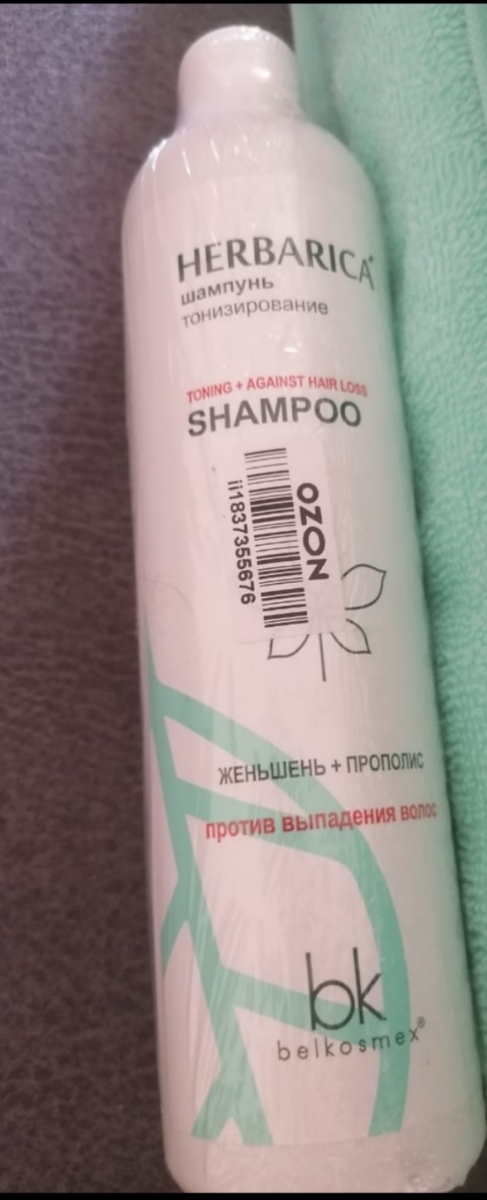 HERBARICA®
шампунь
тонизирование
TONING + AGAINST HAIR LOSS
SHAMPOO
OZON
ii1837355676
ЖЕНЬШЕНЬ + ПРОПОЛИС
против выпадения волос
bk
belkosmex®